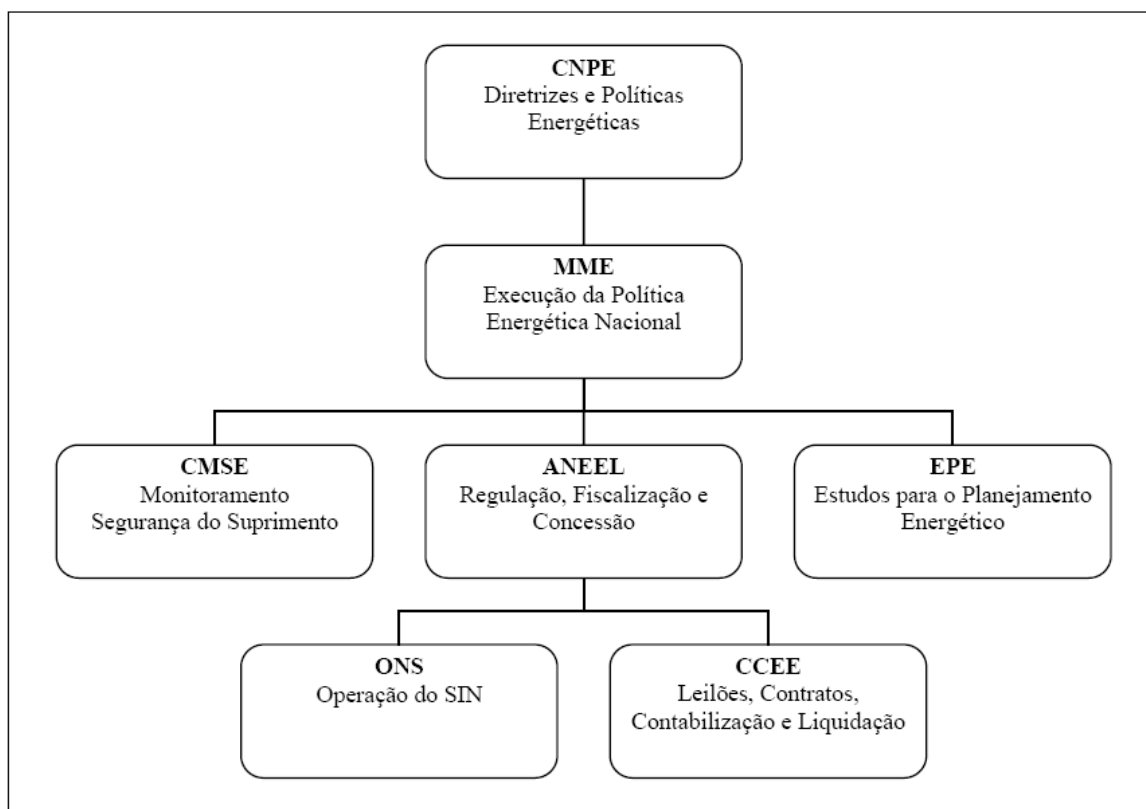 CNPE
Diretrizes e Políticas
Energéticas
MME
Execução da Política
Energética Nacional
CMSE
Monitoramento
Segurança do Suprimento
ANEEL
Regulação, Fiscalização e
Concessão
EPE
Estudos para o Planejamento
Energético
ONS
Operação do SIN
CCEE
Leilões, Contratos,
Contabilização e Liquidação